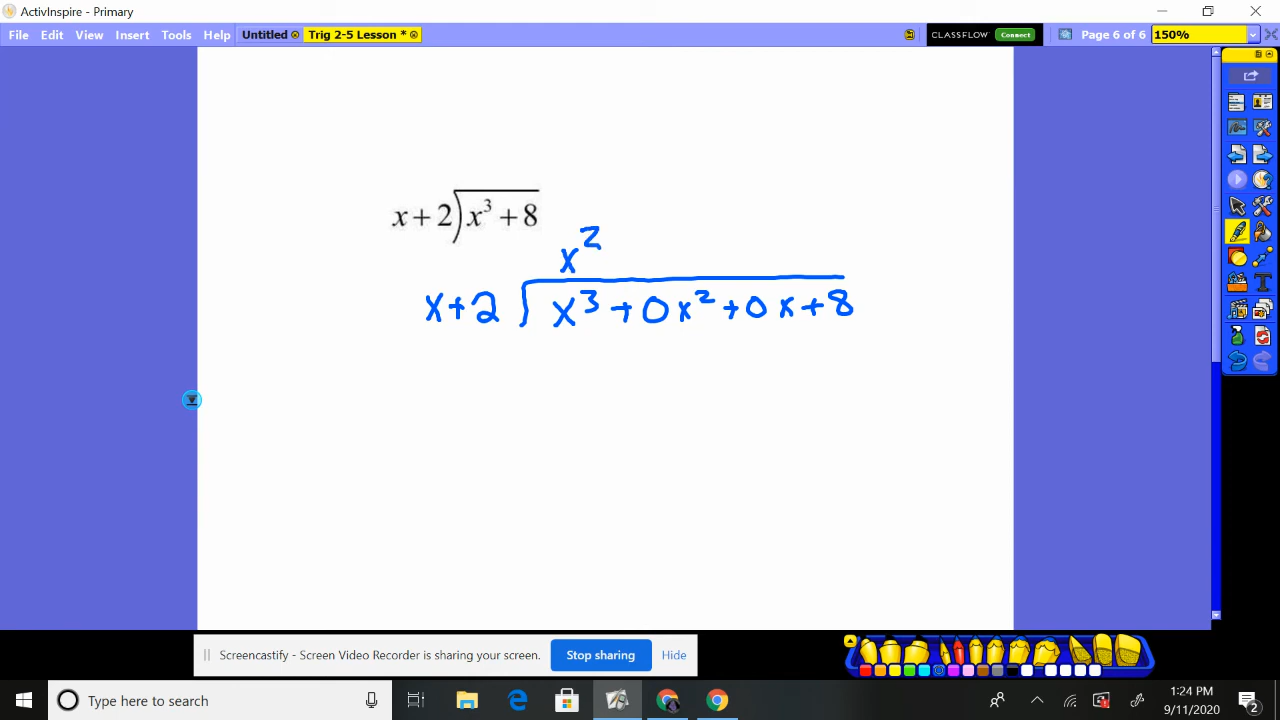 ActivInspire - Primary
File Edit View Insert Tools Help Untitled Trig 2-5 Lesson * CLASSFLOW Connect Page 6 of 6 150%
x + 2)x³ + 8
x²
x+2 x³+0x²+0x+8
Screencastify - Screen Video Recorder is sharing your screen. Stop sharing Hide
Type here to search
1:24 PM
9/11/2020
2